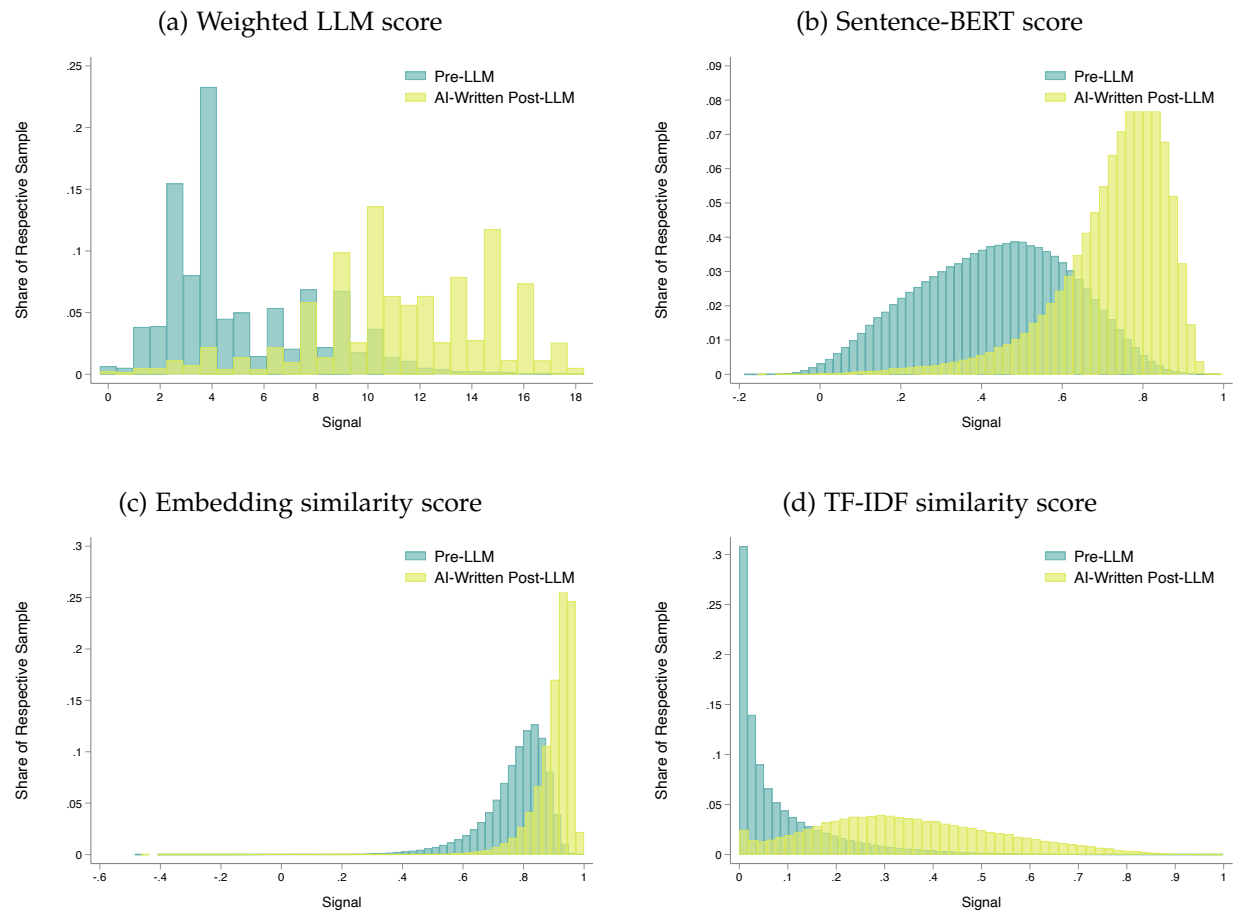 (a) Weighted LLM score
.25
.2
.15
.1
.05
0
Share of Respective Sample
0 2 4 6 8 10 12 14 16 18
Signal
Pre-LLM
AI-Written Post-LLM
(b) Sentence-BERT score
.09
.08
.07
.06
.05
.04
.03
.02
.01
0
Share of Respective Sample
-.2 0 .2 .4 .6 .8 1
Signal
Pre-LLM
AI-Written Post-LLM
(c) Embedding similarity score
.3
.25
.2
.15
.1
.05
0
Share of Respective Sample
-.6 -.4 -.2 0 .2 .4 .6 .8 1
Signal
Pre-LLM
AI-Written Post-LLM
(d) TF-IDF similarity score
.3
.25
.2
.15
.1
.05
0
Share of Respective Sample
0 .1 .2 .3 .4 .5 .6 .7 .8 .9 1
Signal
Pre-LLM
AI-Written Post-LLM